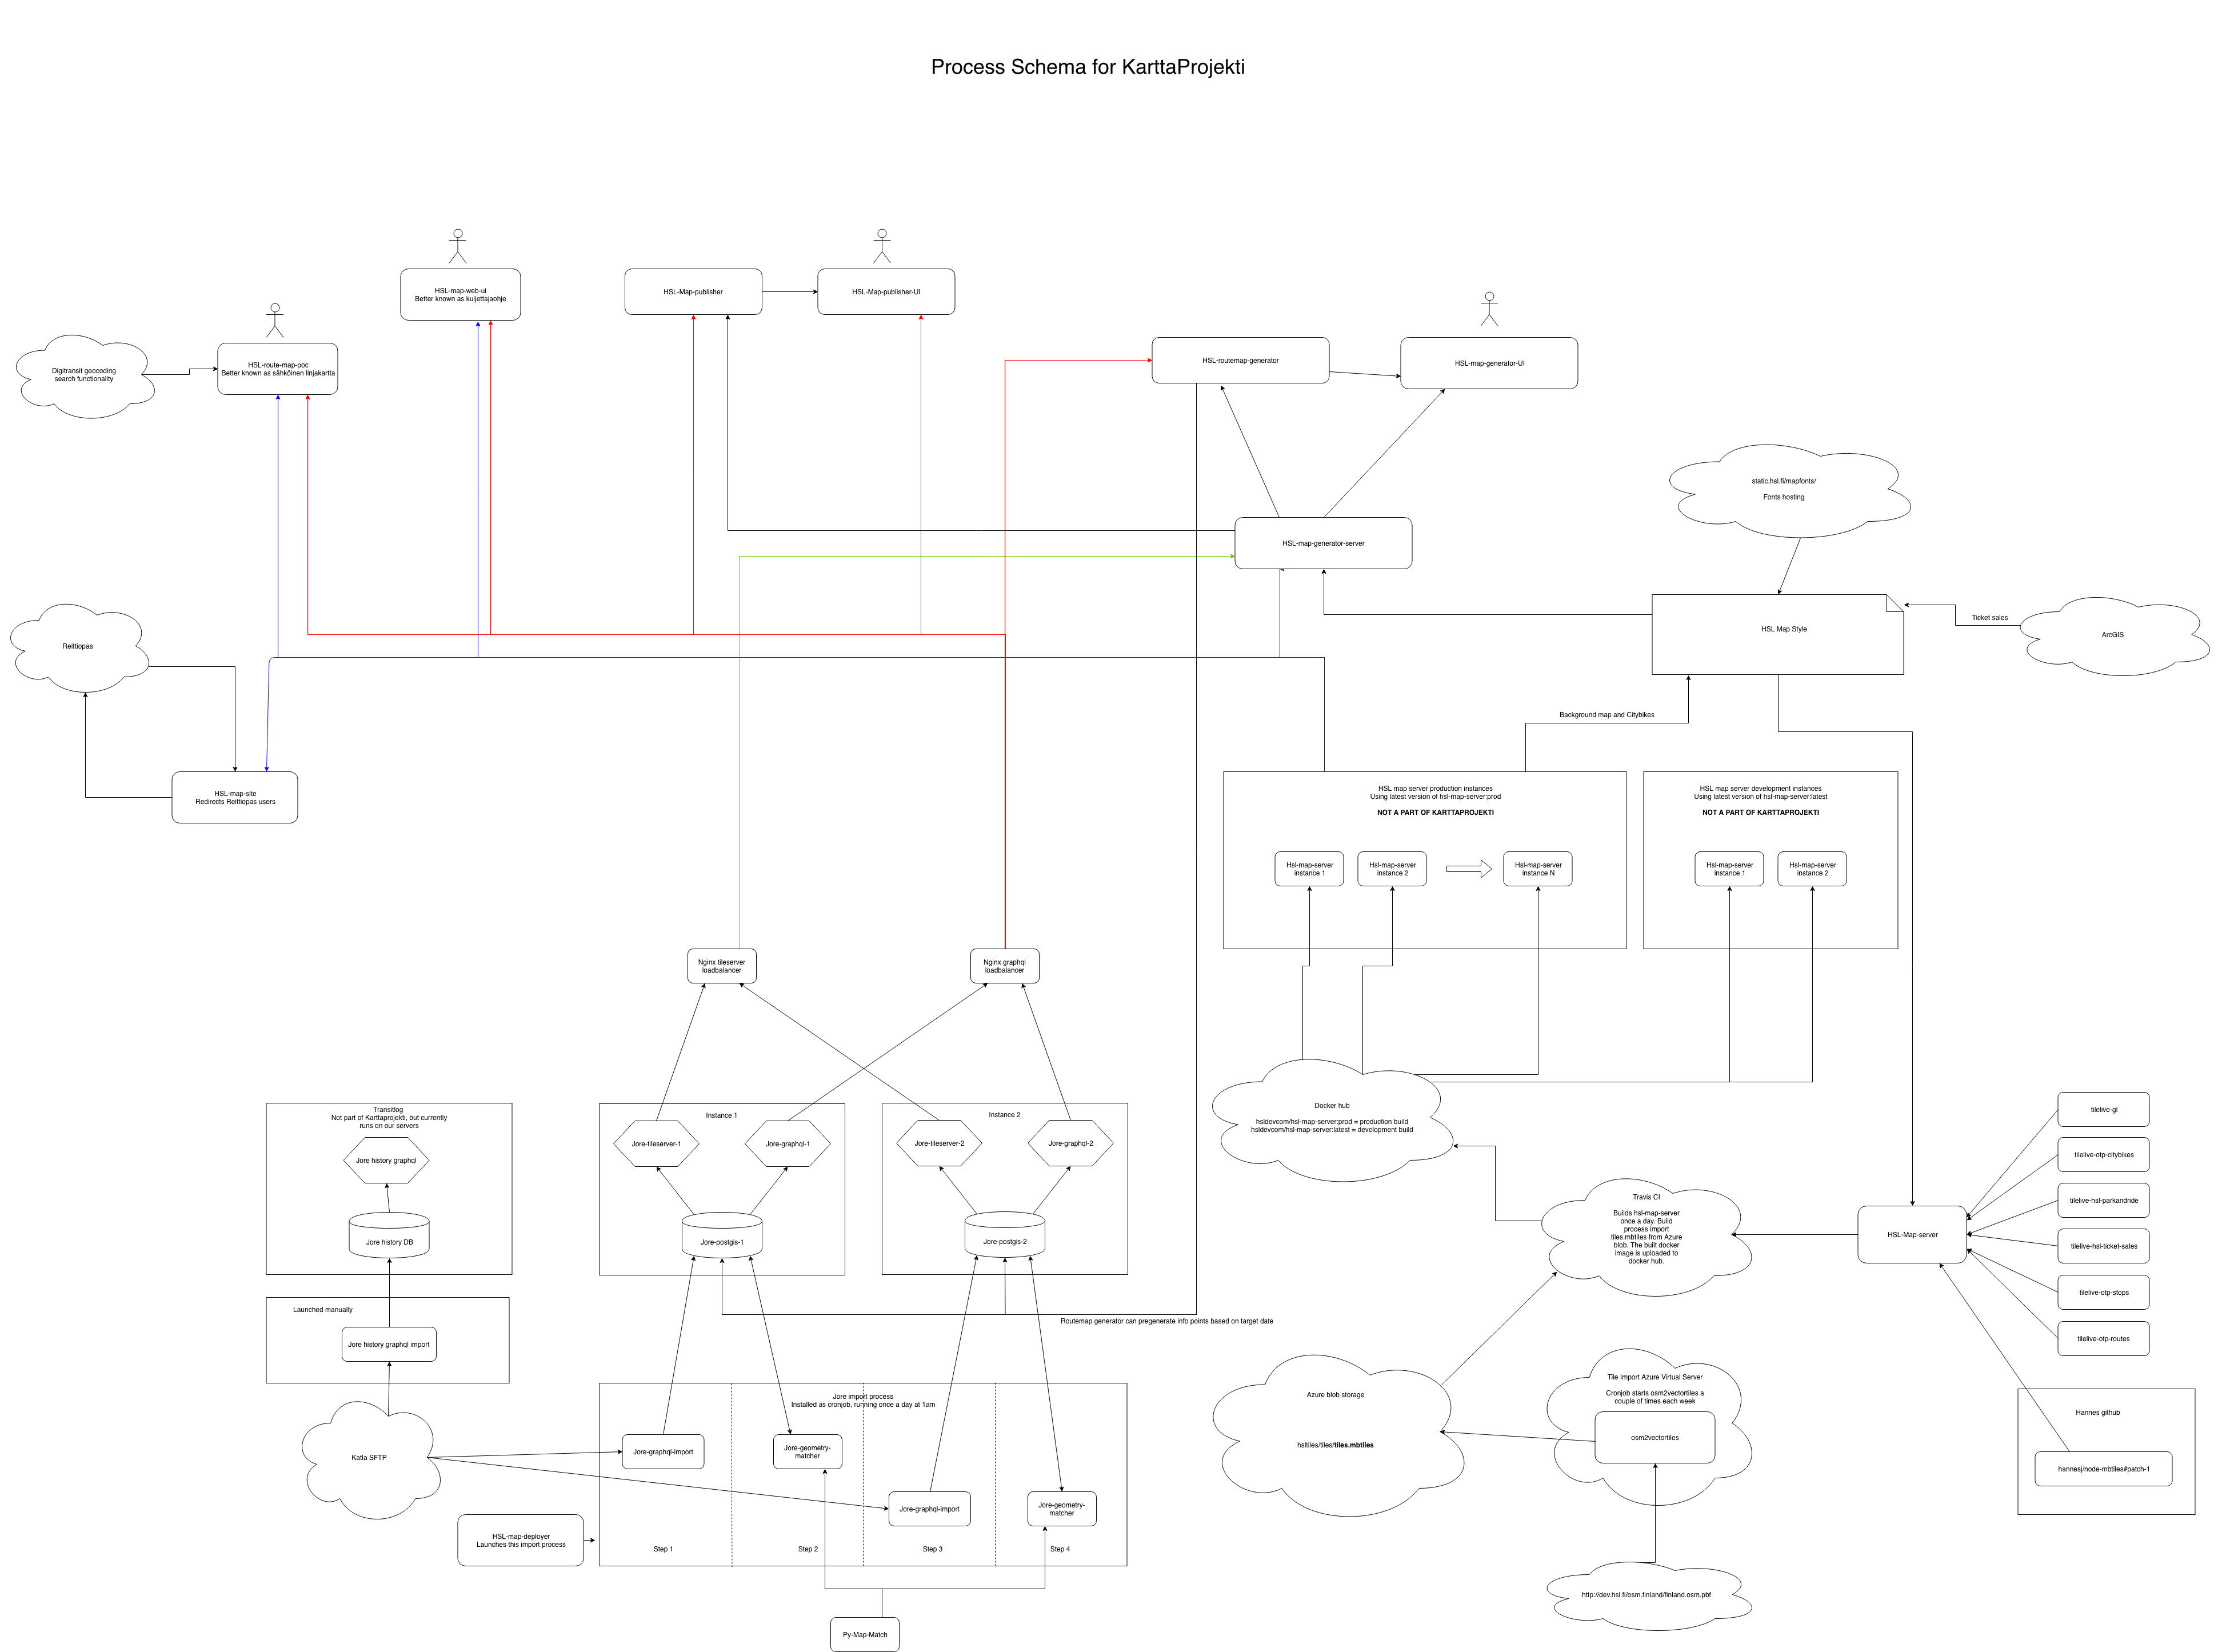 Process Schema for KarttaProjekti
HSL-map-web-ui
Better known as kuljettajaohje
HSL-Map-publisher
HSL-Map-publisher-UI
HSL-route-map-poc
Better known as sähköinen linjakartta
Digitransit geocoding
search functionality
HSL-routemap-generator
HSL-map-generator-UI
static.hsl.fi/mapfonts/
Fonts hosting
HSL-map-generator-server
HSL Map Style
Ticket sales
ArcGIS
Reittiopas
Background map and Citybikes
HSL-map-site
Redirects Reittiopas users
HSL map server production instances
Using latest version of hsl-map-server:prod
NOT A PART OF KARTTAPROJEKTI
Hsl-map-server
instance 1
Hsl-map-server
instance 2
Hsl-map-server
instance N
HSL map server development instances
Using latest version of hsl-map-server:latest
NOT A PART OF KARTTAPROJEKTI
Hsl-map-server
instance 1
Hsl-map-server
instance 2
Nginx tileserver
loadbalancer
Nginx graphql
loadbalancer
Transitlog
Not part of Karttaprojekti, but currently
runs on our servers
Jore history graphql
Jore history DB
Launched manually
Jore history graphql import
Katla SFTP
Instance 1
Jore-tileserver-1
Jore-graphql-1
Jore-postgis-1
Instance 2
Jore-tileserver-2
Jore-graphql-2
Jore-postgis-2
Routemap generator can pregenerate info points based on target date
Jore import process
Installed as cronjob, running once a day at 1am
Jore-graphql-import
Jore-geometry-
matcher
Jore-graphql-import
Jore-geometry-
matcher
Step 1
Step 2
Step 3
Step 4
HSL-map-deployer
Launches this import process
Py-Map-Match
Docker hub
hsldevcom/hsl-map-server:prod = production build
hsldevcom/hsl-map-server:latest = development build
Travis CI
Builds hsl-map-server
once a day. Build
process import
tiles.mbtiles from Azure
blob. The built docker
image is uploaded to
docker hub.
HSL-Map-server
tilelive-gl
tilelive-otp-citybikes
tilelive-hsl-parkandride
tilelive-hsl-ticket-sales
tilelive-otp-stops
tilelive-otp-routes
Azure blob storage
hsltiles/tiles/tiles.mbtiles
Tile Import Azure Virtual Server
Cronjob starts osm2vectortiles a
couple of times each week
osm2vectortiles
http://dev.hsl.fi/osm.finland/finland.osm.pbf
Hannes github
hannesj/node-mbtiles#patch-1